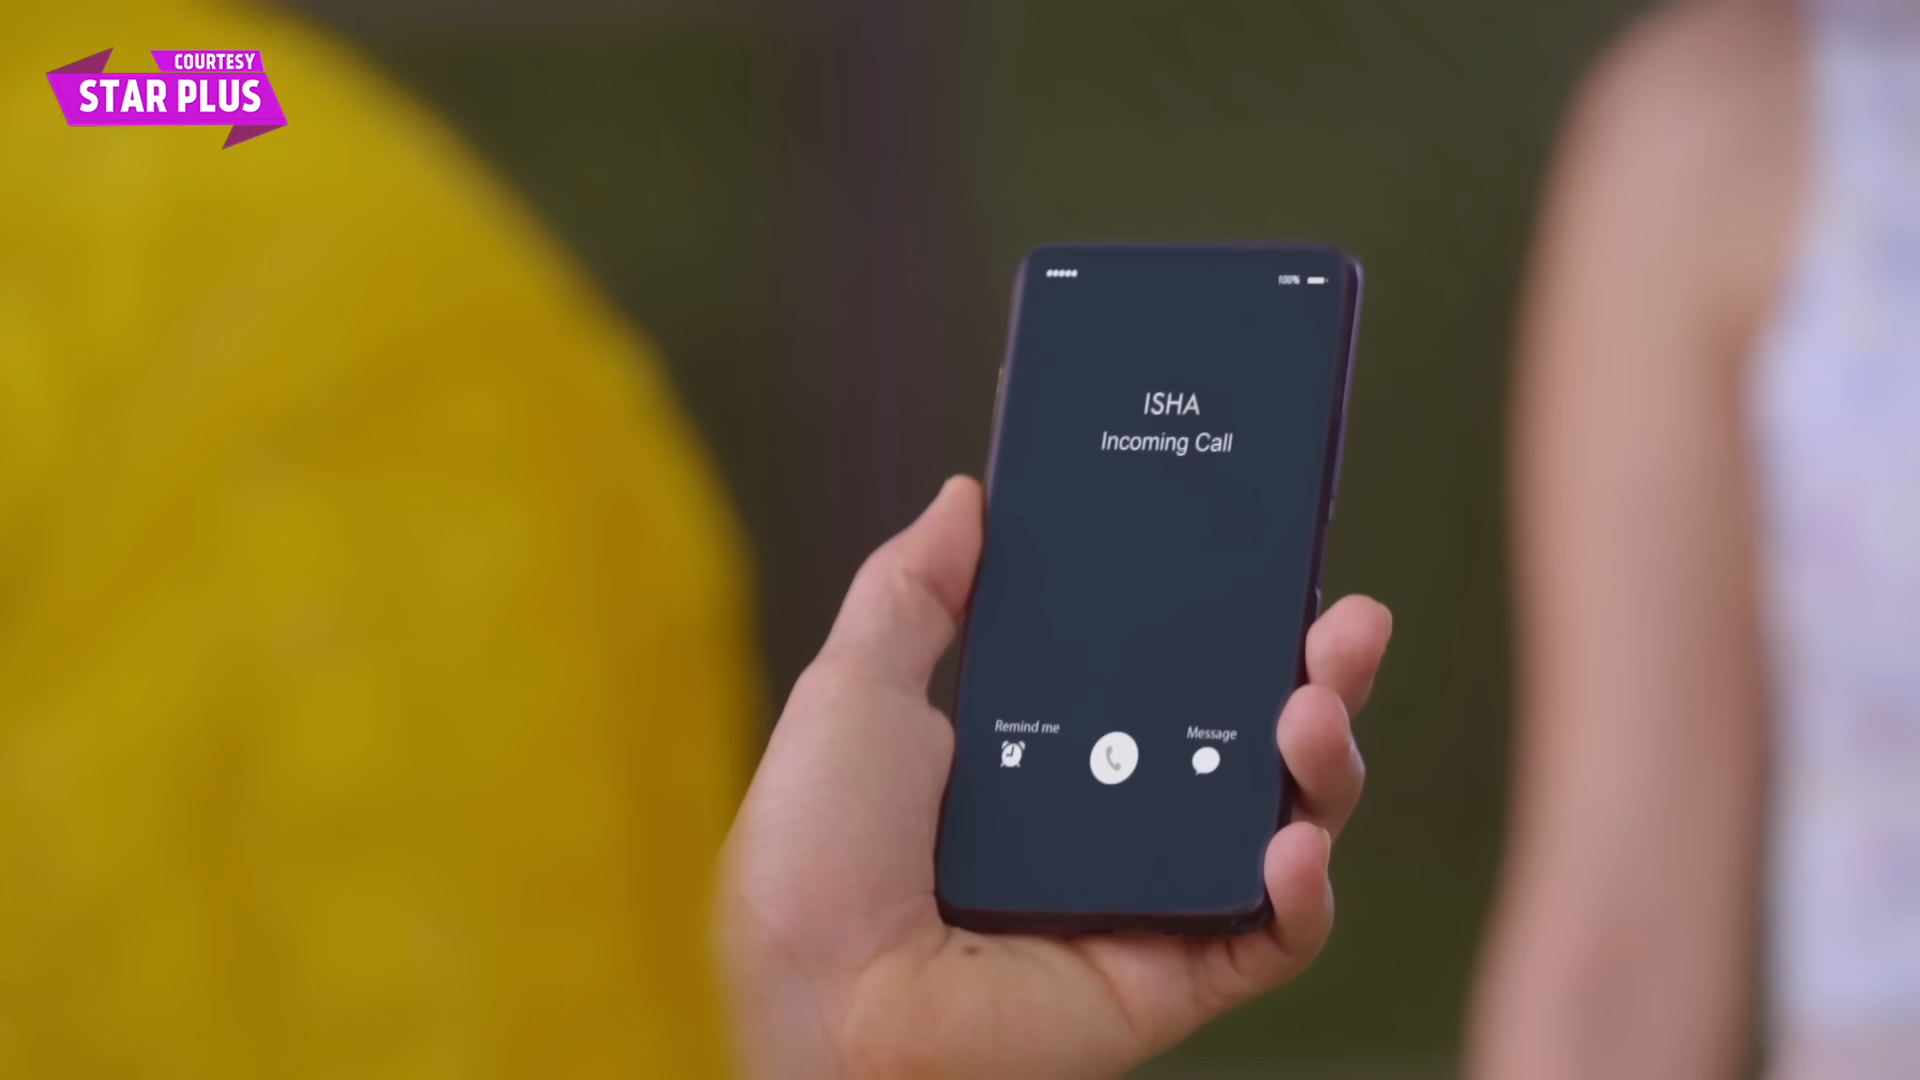 COURTESY
STAR PLUS
100%
ISHA
Incoming Call
Remind me
Message